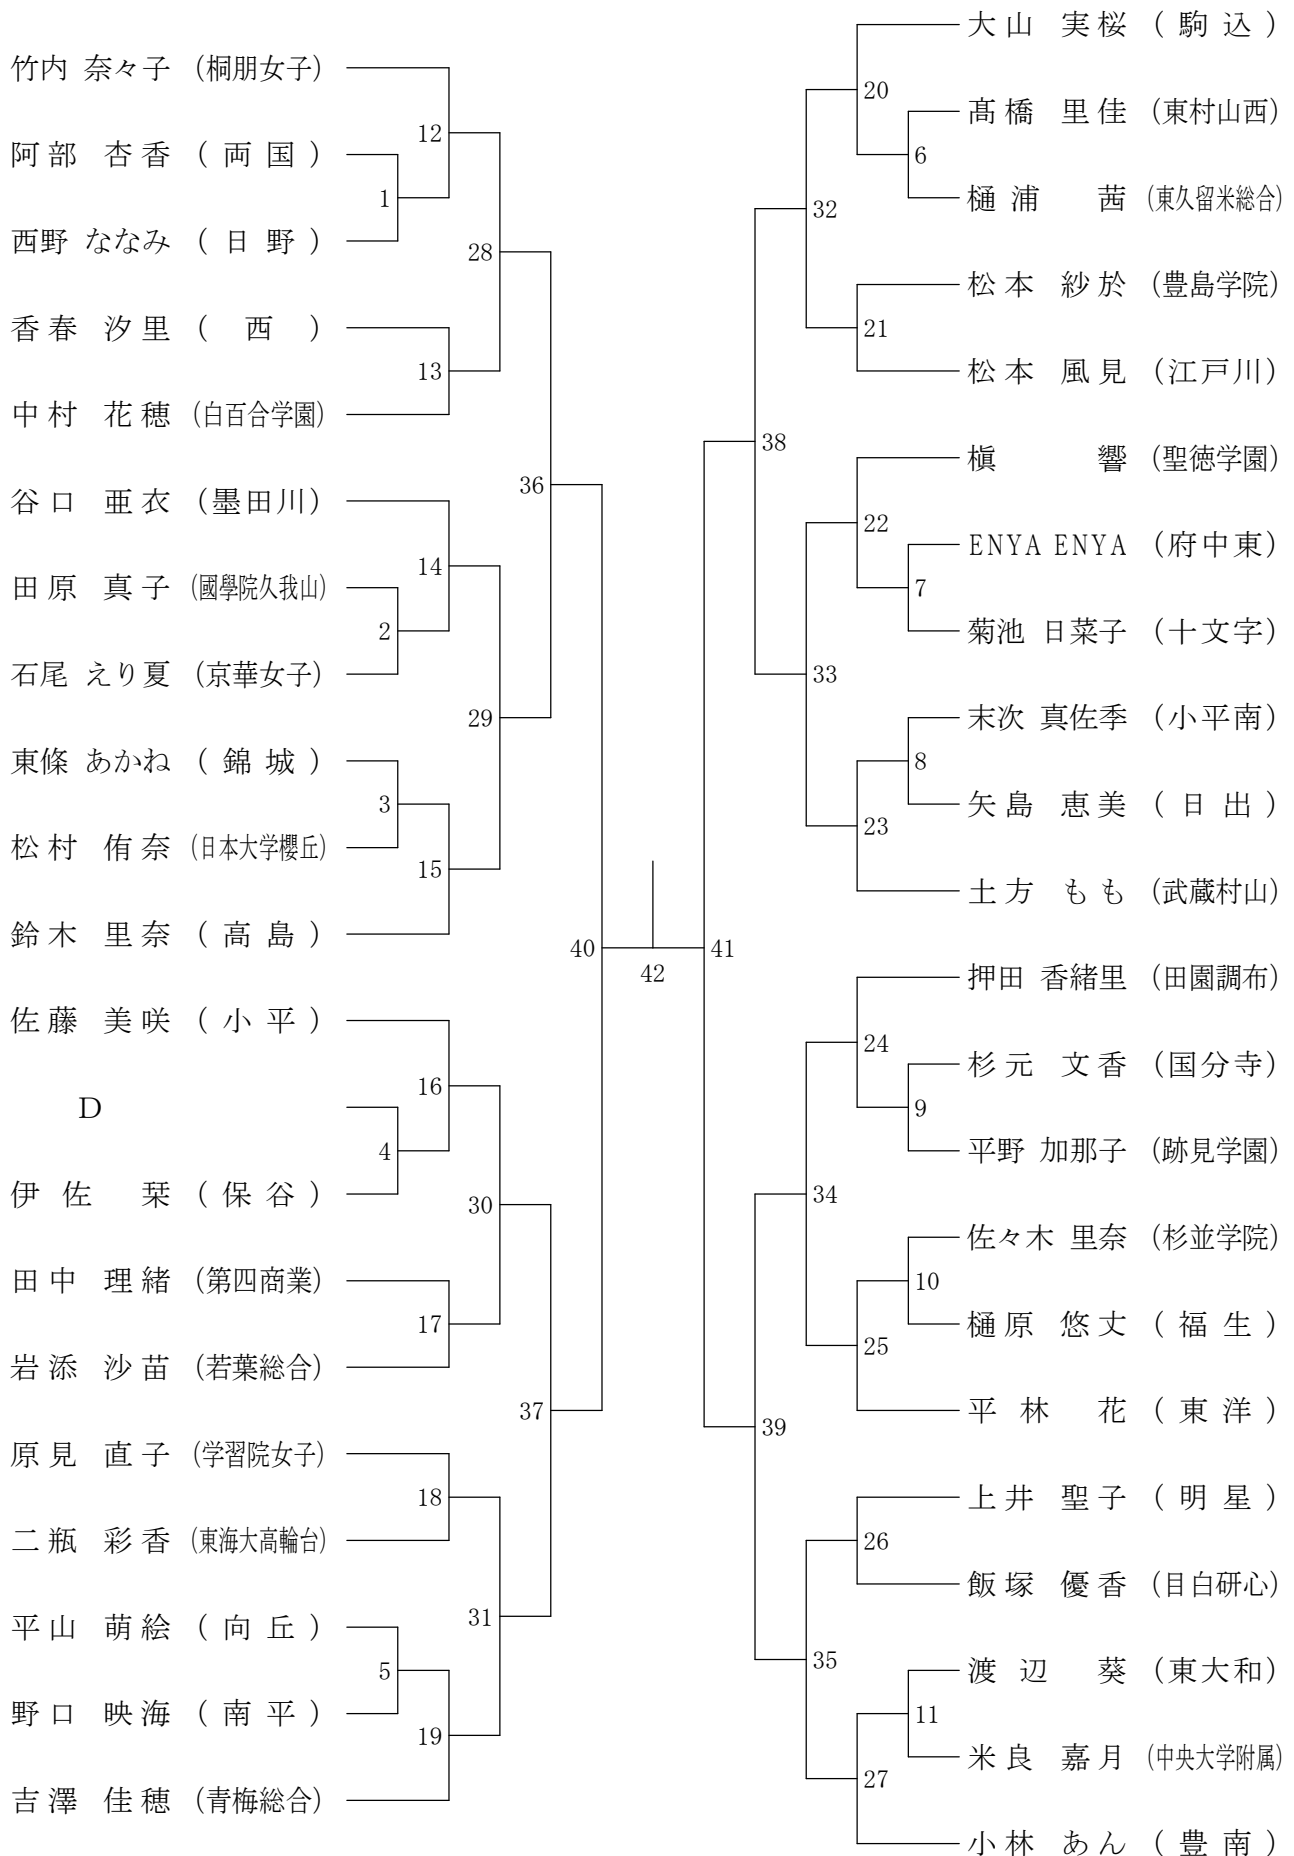 竹内 奈々子 (桐朋女子)
阿部 杏香 (両国)
西野 ななみ (日野)
香春 汐里 (西)
中村 花穂 (白百合学園)
谷口 亜衣 (墨田川)
田原 真子 (國學院久我山)
石尾 えり夏 (京華女子)
東條 あかね (錦城)
松村 侑奈 (日本大学櫻丘)
鈴木 里奈 (高島)
佐藤 美咲 (小平)
D
伊佐 栞 (保谷)
田中 理緒 (第四商業)
岩添 沙苗 (若葉総合)
原見 直子 (学習院女子)
二瓶 彩香 (東海大高輪台)
平山 萌絵 (向丘)
野口 映海 (南平)
吉澤 佳穂 (青梅総合)
1
2
3
4
5
12
13
14
15
16
17
18
19
28
29
30
31
36
37
40
42
41
38
39
32
33
34
35
20
21
22
23
24
25
26
27
6
7
8
9
10
11
大山 実桜 (駒込)
髙橋 里佳 (東村山西)
樋浦 茜 (東久留米総合)
松本 紗於 (豊島学院)
松本 風見 (江戸川)
槇 響 (聖徳学園)
ENYA ENYA (府中東)
菊池 日菜子 (十文字)
末次 真佐季 (小平南)
矢島 恵美 (日出)
土方 もも (武蔵村山)
押田 香緒里 (田園調布)
杉元 文香 (国分寺)
平野 加那子 (跡見学園)
佐々木 里奈 (杉並学院)
樋原 悠丈 (福生)
平林 花 (東洋)
上井 聖子 (明星)
飯塚 優香 (目白研心)
渡辺 葵 (東大和)
米良 嘉月 (中央大学附属)
小林 あん (豊南)